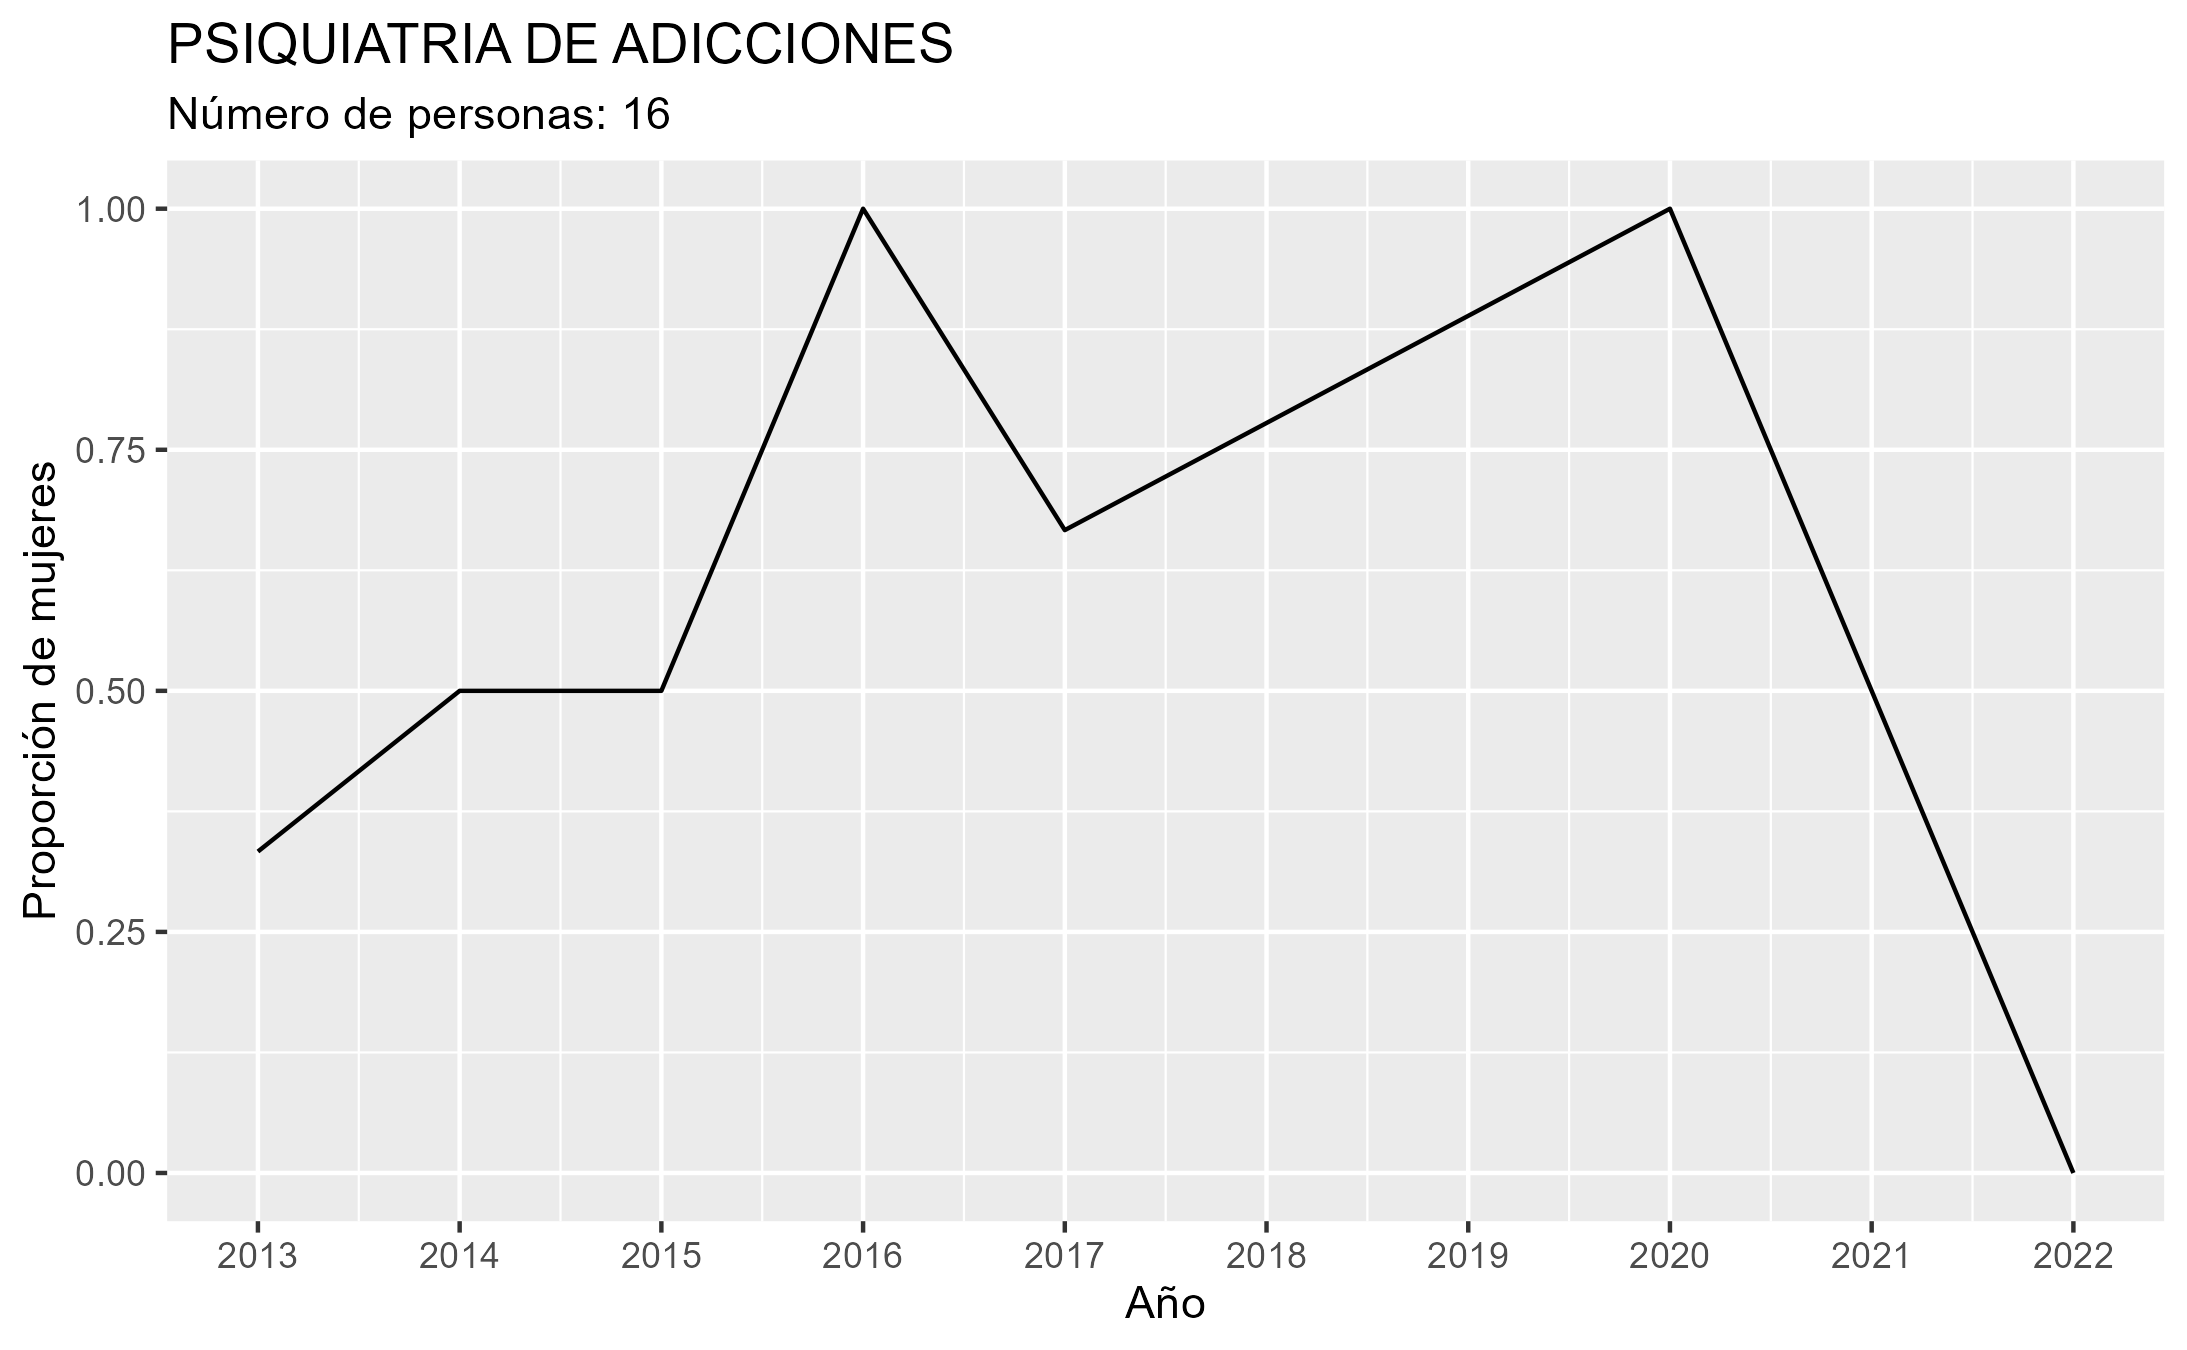 PSIQUIATRIA DE ADICCIONES
Número de personas: 16
Proporción de mujeres
1.00
0.75
0.50
0.25
0.00
2013 2014 2015 2016 2017 2018 2019 2020 2021 2022
Año